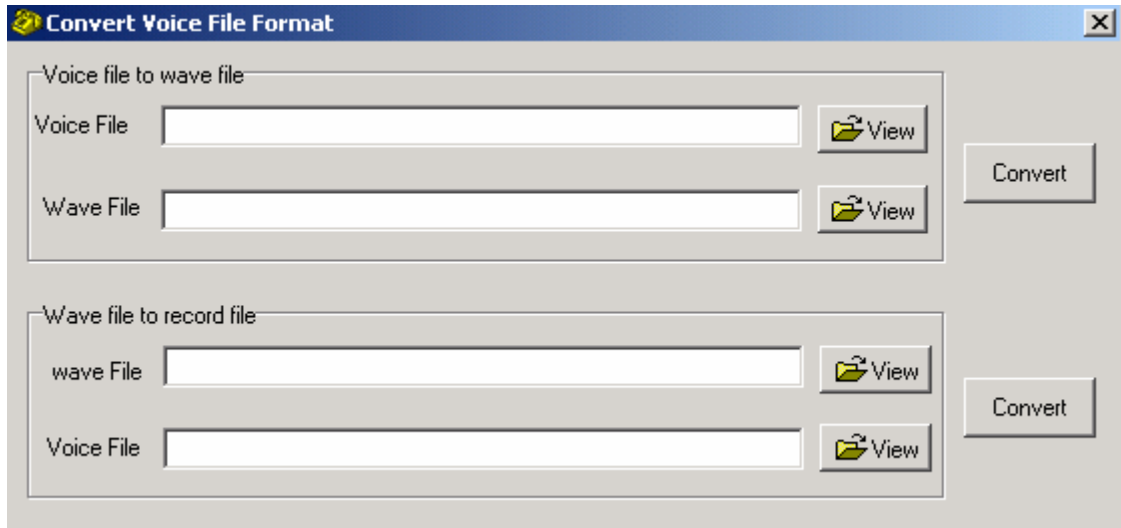 Convert Voice File Format
Voice file to wave file
Voice File View
Convert
Wave File View
Wave file to record file
wave File View
Convert
Voice File View